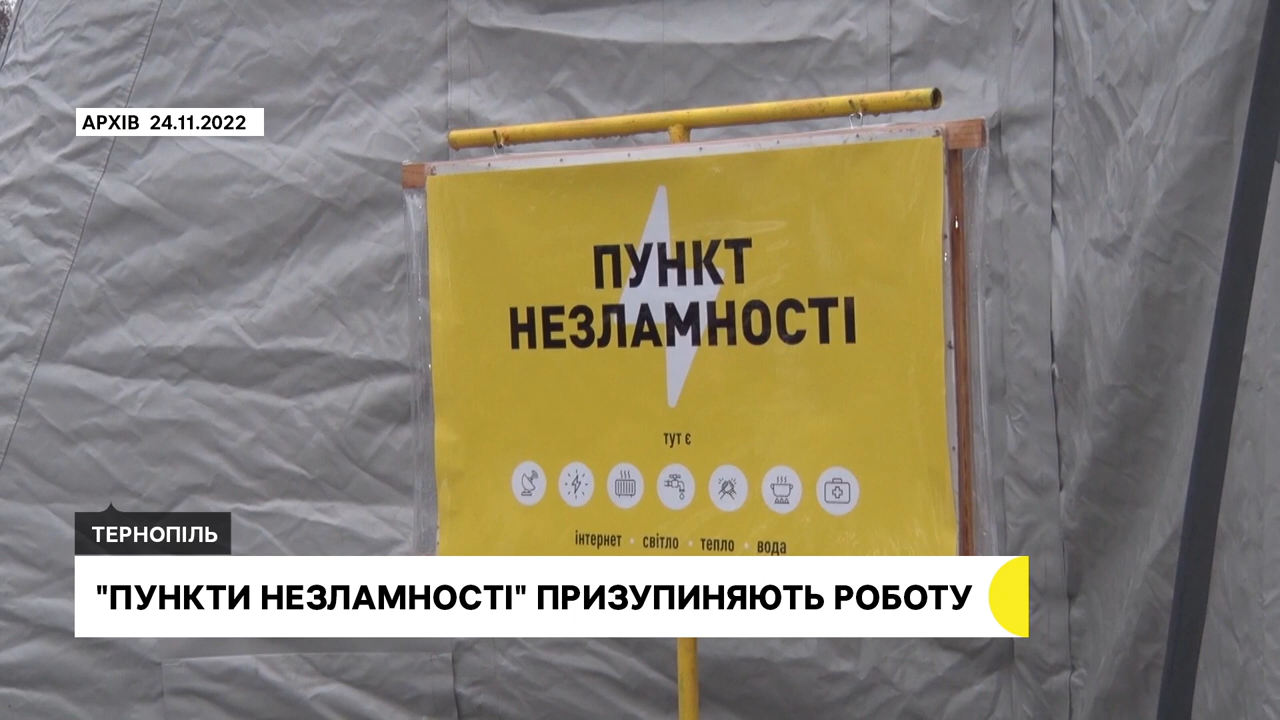 АРХІВ 24.11.2022
ПУНКТ
НЕЗЛАМНОСТІ
тут є
інтернет • світло • тепло • вода
ТЕРНОПІЛЬ
"ПУНКТИ НЕЗЛАМНОСТІ" ПРИЗУПИНЯЮТЬ РОБОТУ